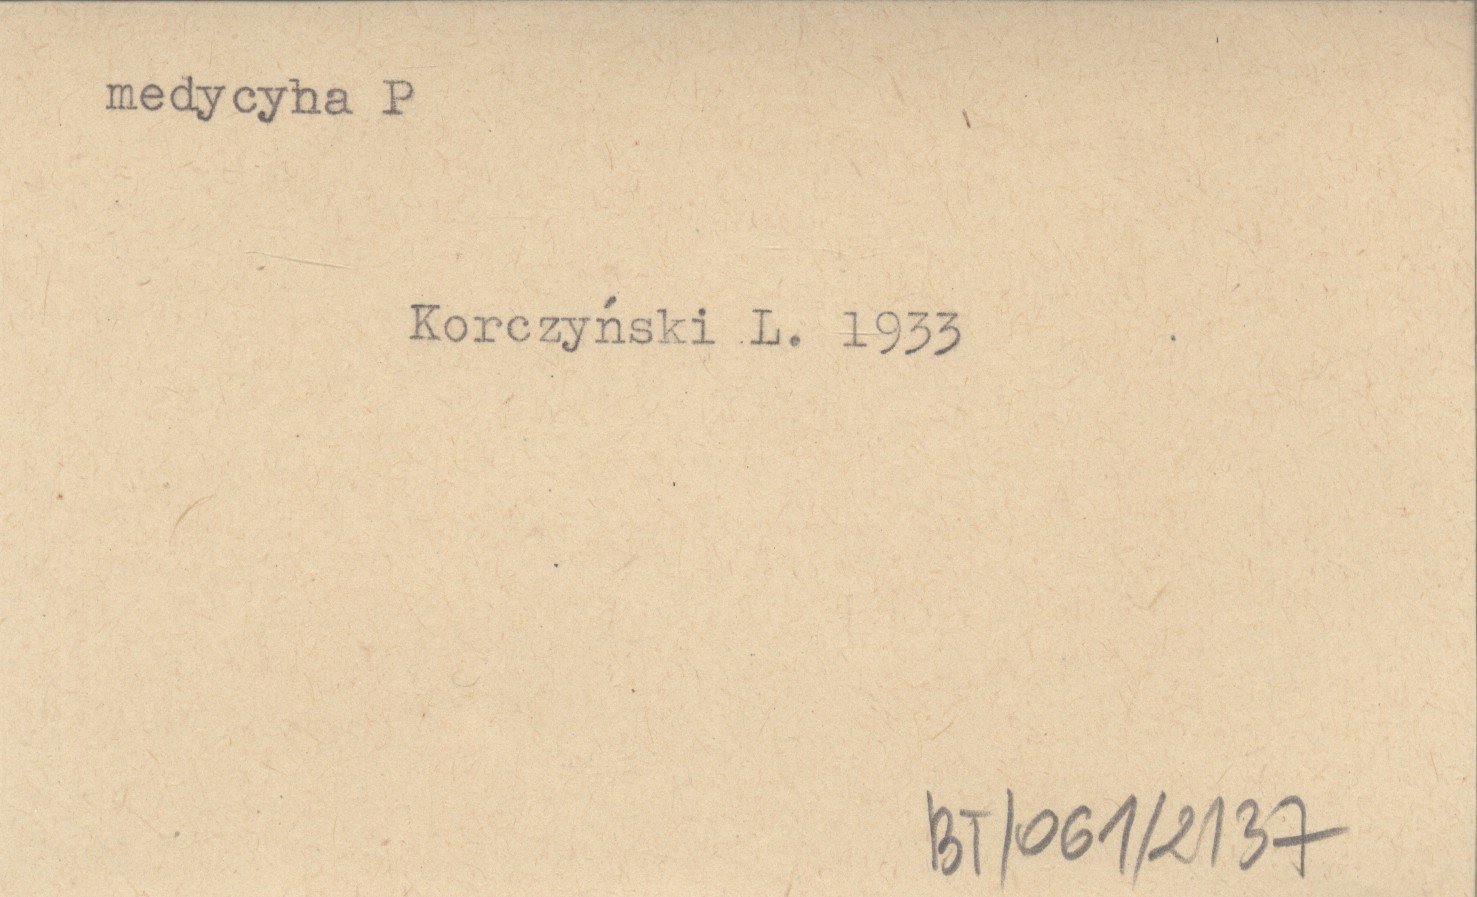 medycyna P
Korczyński L. 1933
BT/061/2137